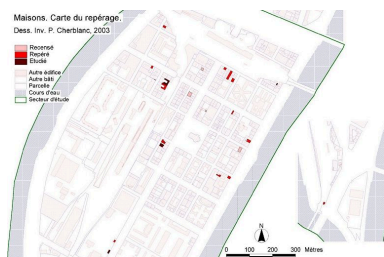 Maisons. Carte du repérage.
Dess. Inv. P. Cherblanc, 2003
Recensé
Repéré
Etudié
Autre édifice
Autre bâti
Parcelle
Cours d'eau
Secteur d'étude
N
0 100 200 300 Mètres